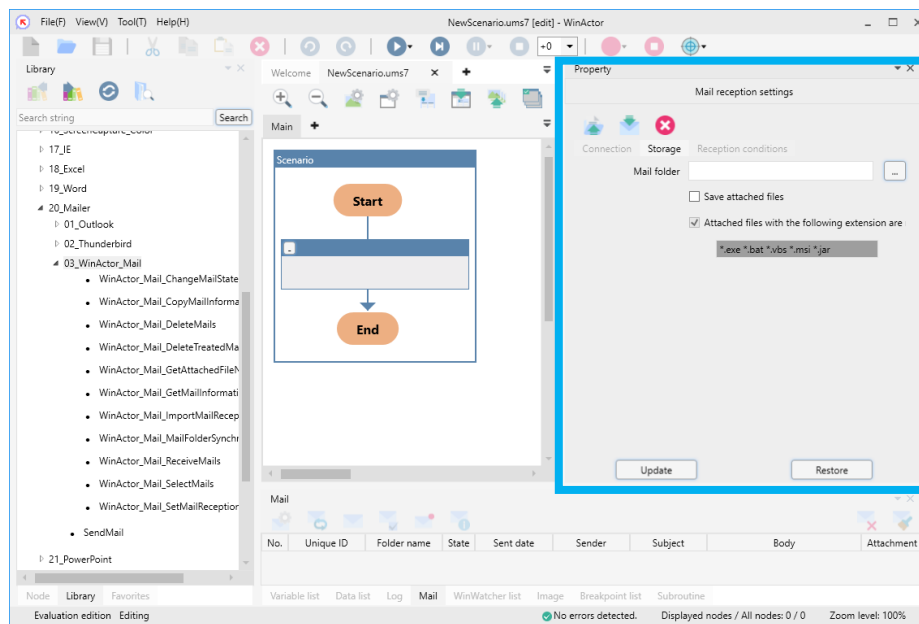 File(F) View(V) Tool(T) Help(H) NewScenario.ums7 [edit] - WinActor
+0
Library
Search string Search
17_IE
18_Excel
19_Word
20_Mailer
01_Outlook
02_Thunderbird
03_WinActor_Mail
WinActor_Mail_ChangeMailState
WinActor_Mail_CopyMailInforma
WinActor_Mail_DeleteMails
WinActor_Mail_DeleteTreatedMa
WinActor_Mail_GetAttachedFileN
WinActor_Mail_GetMailInformati
WinActor_Mail_ImportMailRecep
WinActor_Mail_MailFolderSynchr
WinActor_Mail_ReceiveMails
WinActor_Mail_SelectMails
WinActor_Mail_SetMailReception
SendMail
21_PowerPoint
Node Library Favorites
Welcome NewScenario.ums7
Main
Scenario
Start
End
Property
Mail reception settings
Connection Storage Reception conditions
Mail folder ...
Save attached files
Attached files with the following extension are
*.exe *.bat *.vbs *.msi *.jar
Update Restore
Mail
No. Unique ID Folder name State Sent date Sender Subject Body Attachment
Variable list Data list Log Mail WinWatcher list Image Breakpoint list Subroutine
Evaluation edition Editing No errors detected. Displayed nodes / All nodes: 0 / 0 Zoom level: 100%